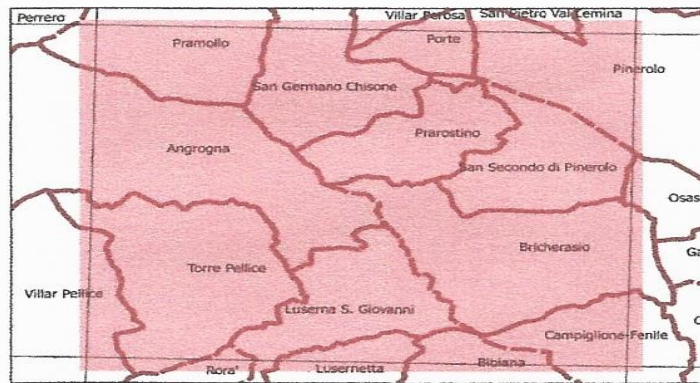 Perrero
Villar Perosa
San Pietro Val Lemina
Pramollo
Porte
Pinerolo
San Germano Chisone
Prarostino
Angrogna
San Secondo di Pinerolo
Osas
Bricherasio
Ga
Torre Pellice
Villar Pellice
Luserna S. Giovanni
Campiglione-Fenile
Bibiana
Rora'
Lusernetta